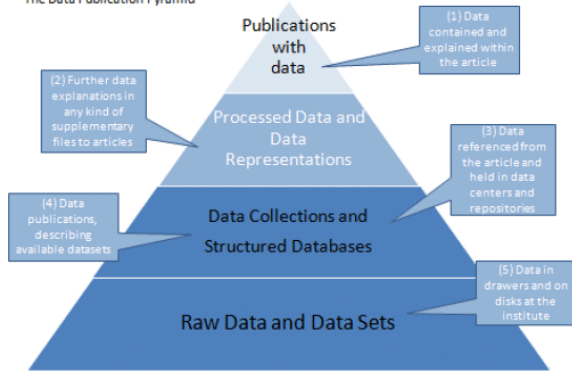 The Data Publication Pyramid
Publications
with
data
(1) Data
contained and
explained within
the article
(2) Further data
explanations in
any kind of
supplementary
files to articles
Processed Data and
Data
Representations
(3) Data
referenced from
the article and
held in data
centers and
repositories
(4) Data
publications,
describing
available datasets
Data Collections and
Structured Databases
(5) Data in
drawers and on
disks at the
institute
Raw Data and Data Sets